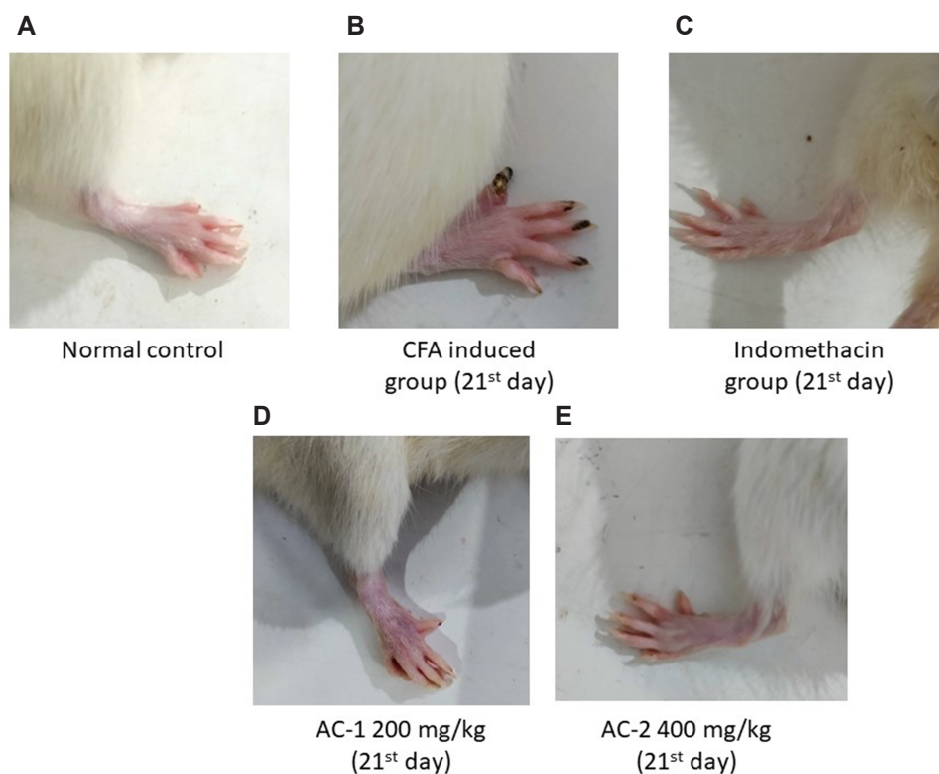 A
B
C
Normal control
CFA induced
group (21st day)
Indomethacin
group (21st day)
D
E
AC-1 200 mg/kg
(21st day)
AC-2 400 mg/kg
(21st day)